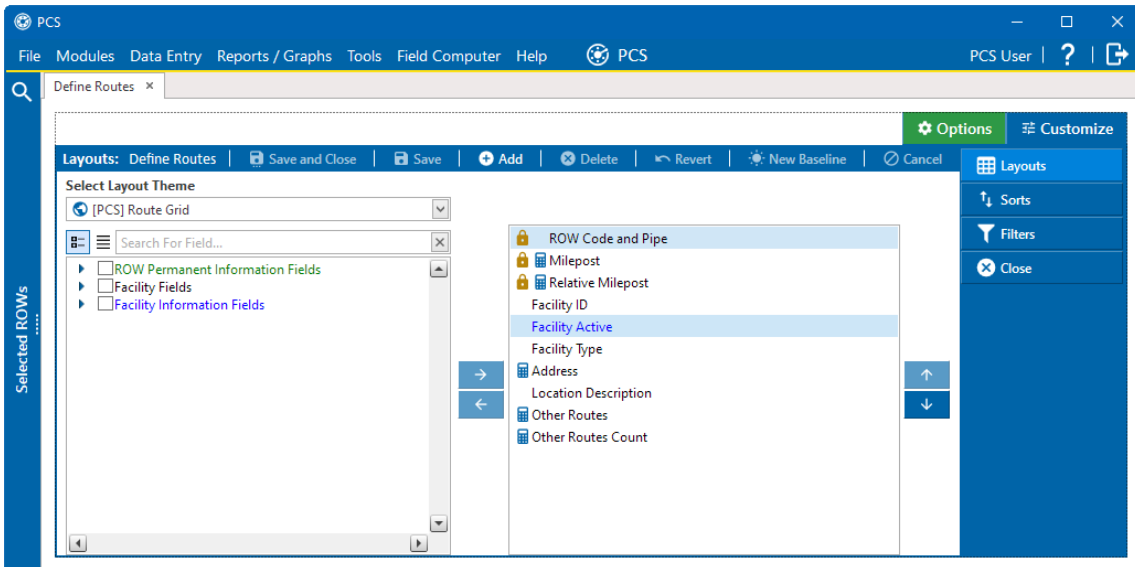 PCS
File Modules Data Entry Reports / Graphs Tools Field Computer Help PCS PCS User | ? |
Define Routes ×
Options Customize
Layouts: Define Routes | Save and Close | Save | Add | Delete | Revert | New Baseline | Cancel
Layouts
Sorts
Filters
Close
Select Layout Theme
[PCS] Route Grid
Search For Field...
ROW Permanent Information Fields
Facility Fields
Facility Information Fields
ROW Code and Pipe
Milepost
Relative Milepost
Facility ID
Facility Active
Facility Type
Address
Location Description
Other Routes
Other Routes Count
Selected ROWs